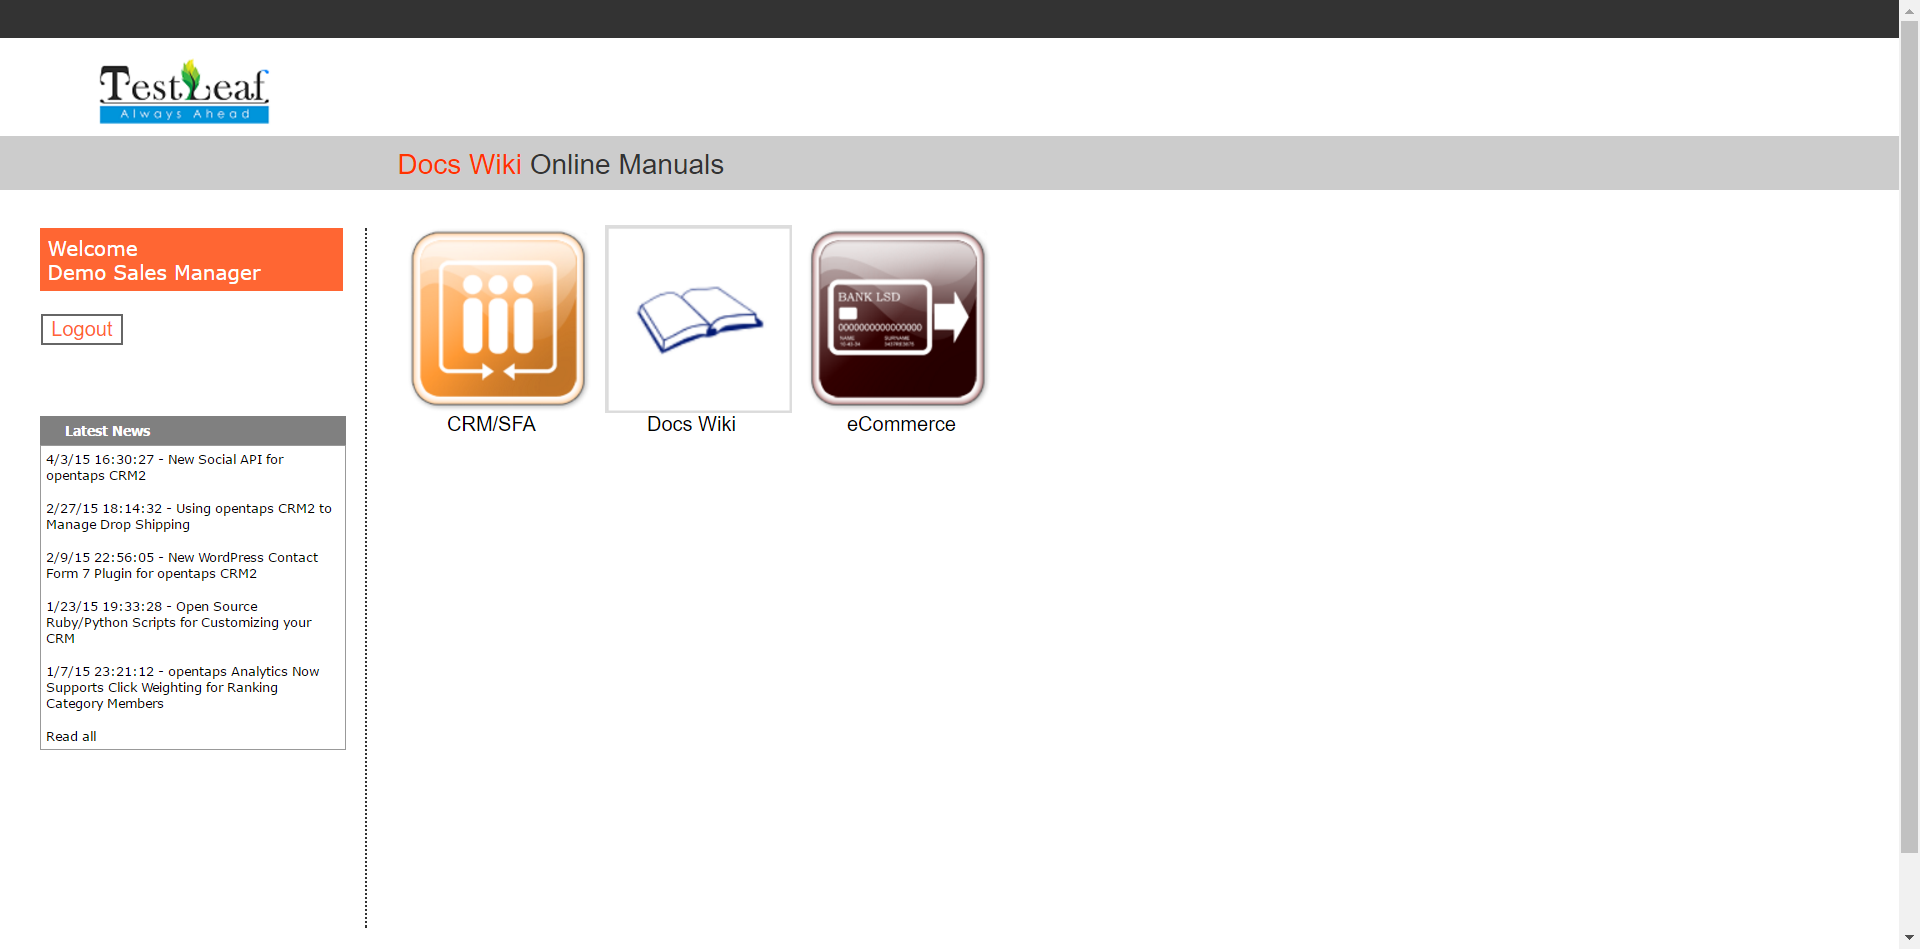 TestLeaf
Always Ahead
Docs Wiki Online Manuals
Welcome
Demo Sales Manager
Logout
Latest News
4/3/15 16:30:27 - New Social API for
opentaps CRM2
2/27/15 18:14:32 - Using opentaps CRM2 to
Manage Drop Shipping
2/9/15 22:56:05 - New WordPress Contact
Form 7 Plugin for opentaps CRM2
1/23/15 19:33:28 - Open Source
Ruby/Python Scripts for Customizing your
CRM
1/7/15 23:21:12 - opentaps Analytics Now
Supports Click Weighting for Ranking
Category Members
Read all
CRM/SFA
Docs Wiki
BANK LSD
0000000000000000
NAME SURNAME
eCommerce